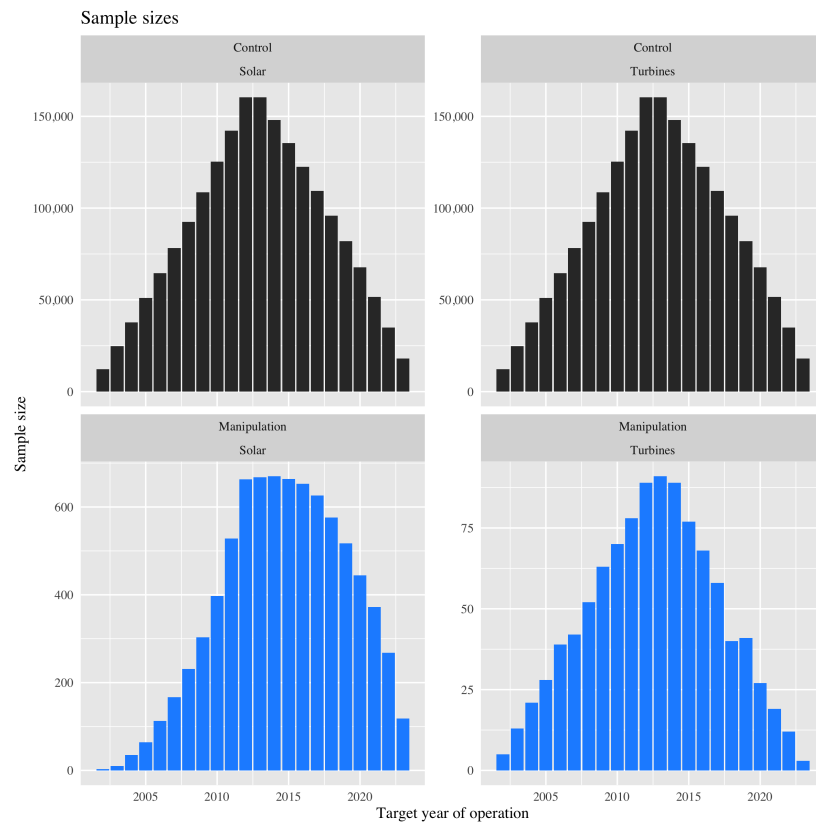 Sample sizes
Control
Solar
Control
Turbines
150,000
100,000
50,000
0
150,000
100,000
50,000
0
Manipulation
Solar
Manipulation
Turbines
600
400
200
0
75
50
25
0
2005 2010 2015 2020
2005 2010 2015 2020
Sample size
Target year of operation